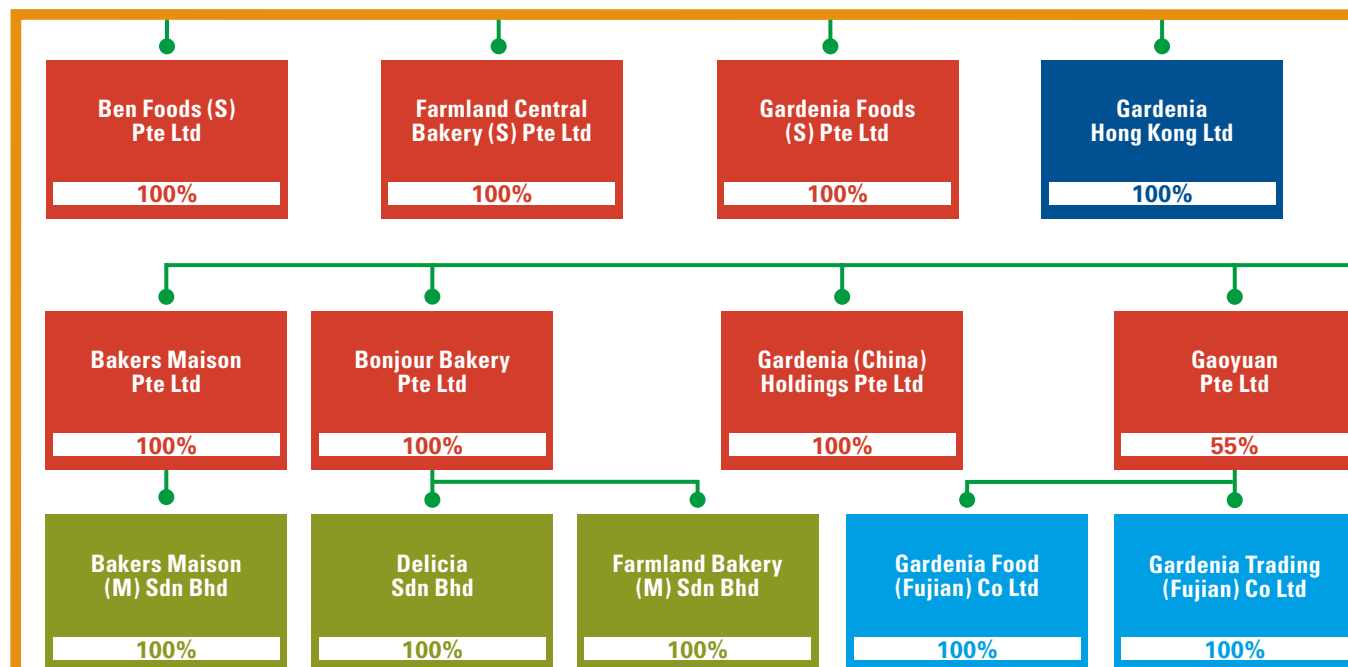 Ben Foods (S)
Pte Ltd
100%
Farmland Central
Bakery (S) Pte Ltd
100%
Gardenia Foods
(S) Pte Ltd
100%
Gardenia
Hong Kong Ltd
100%
Bakers Maison
Pte Ltd
100%
Bonjour Bakery
Pte Ltd
100%
Gardenia (China)
Holdings Pte Ltd
100%
Gaoyuan
Pte Ltd
55%
Bakers Maison
(M) Sdn Bhd
100%
Delicia
Sdn Bhd
100%
Farmland Bakery
(M) Sdn Bhd
100%
Gardenia Food
(Fujian) Co Ltd
100%
Gardenia Trading
(Fujian) Co Ltd
100%